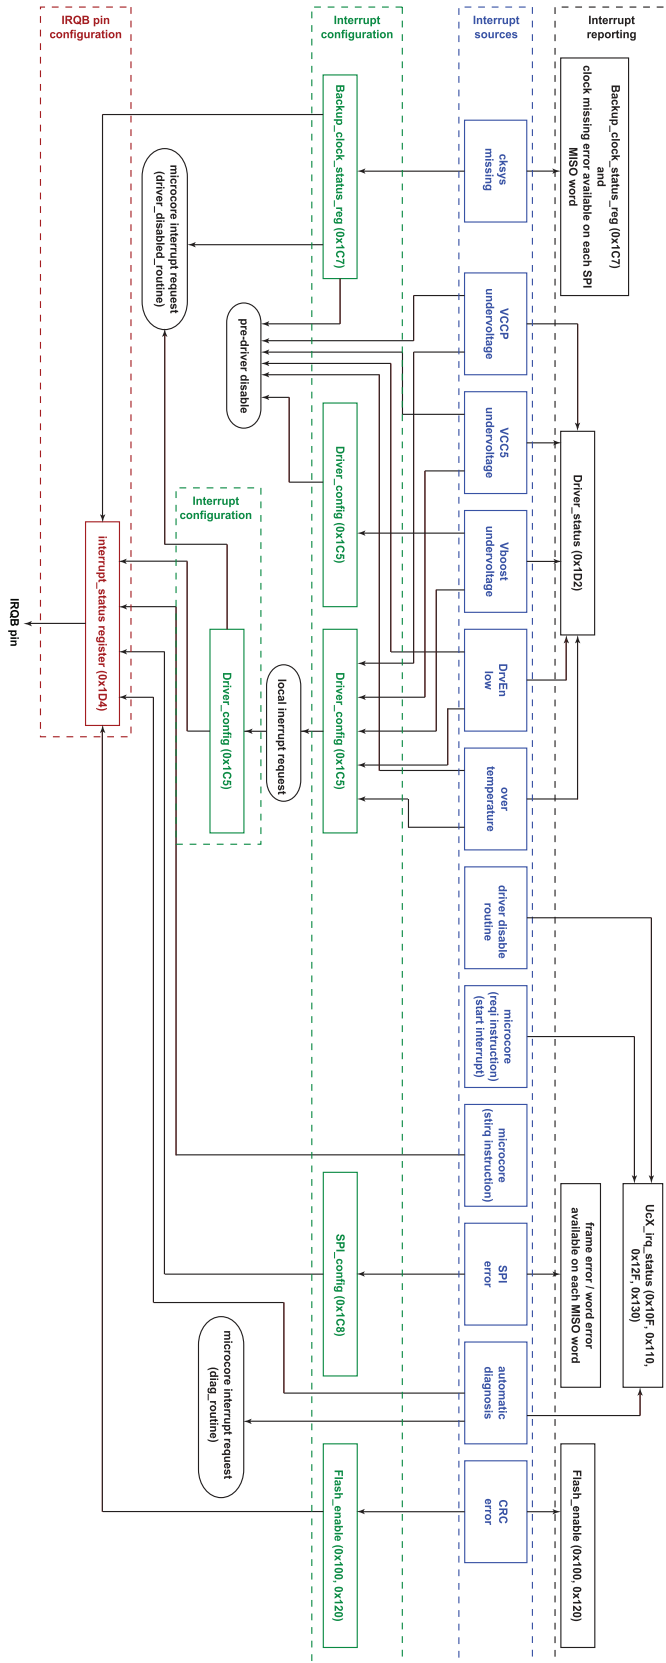 IRQB pin
configuration
Interrupt
configuration
Interrupt
sources
Interrupt
reporting
Backup_clock_status_reg (0x1C7)
and
clock missing error available on each SPI
MISO word
cksys
missing
Backup_clock_status_reg (0x1C7)
microcore interrupt request
(driver_disabled_routine)
VCCP
undervoltage
pre-driver disable
VCC5
undervoltage
Driver_status (0x1D2)
Driver_config (0x1C5)
Interrupt
configuration
Vboost
undervoltage
interrupt_status register (0x1D4)
IRQB pin
DrvEn
low
Driver_config (0x1C5)
local inerrupt request
Driver_config (0x1C5)
over
temperature
driver disable
routine
microcore
(reqi instruction)
(start interrupt)
microcore
(stirq instruction)
UcX_irq_status (0x10F, 0x110,
0x12F, 0x130)
frame error / word error
available on each MISO word
SPI
error
SPI_config (0x1C8)
automatic
diagnosis
microcore interrupt request
(diag_routine)
CRC
error
Flash_enable (0x100, 0x120)
Flash_enable (0x100, 0x120)